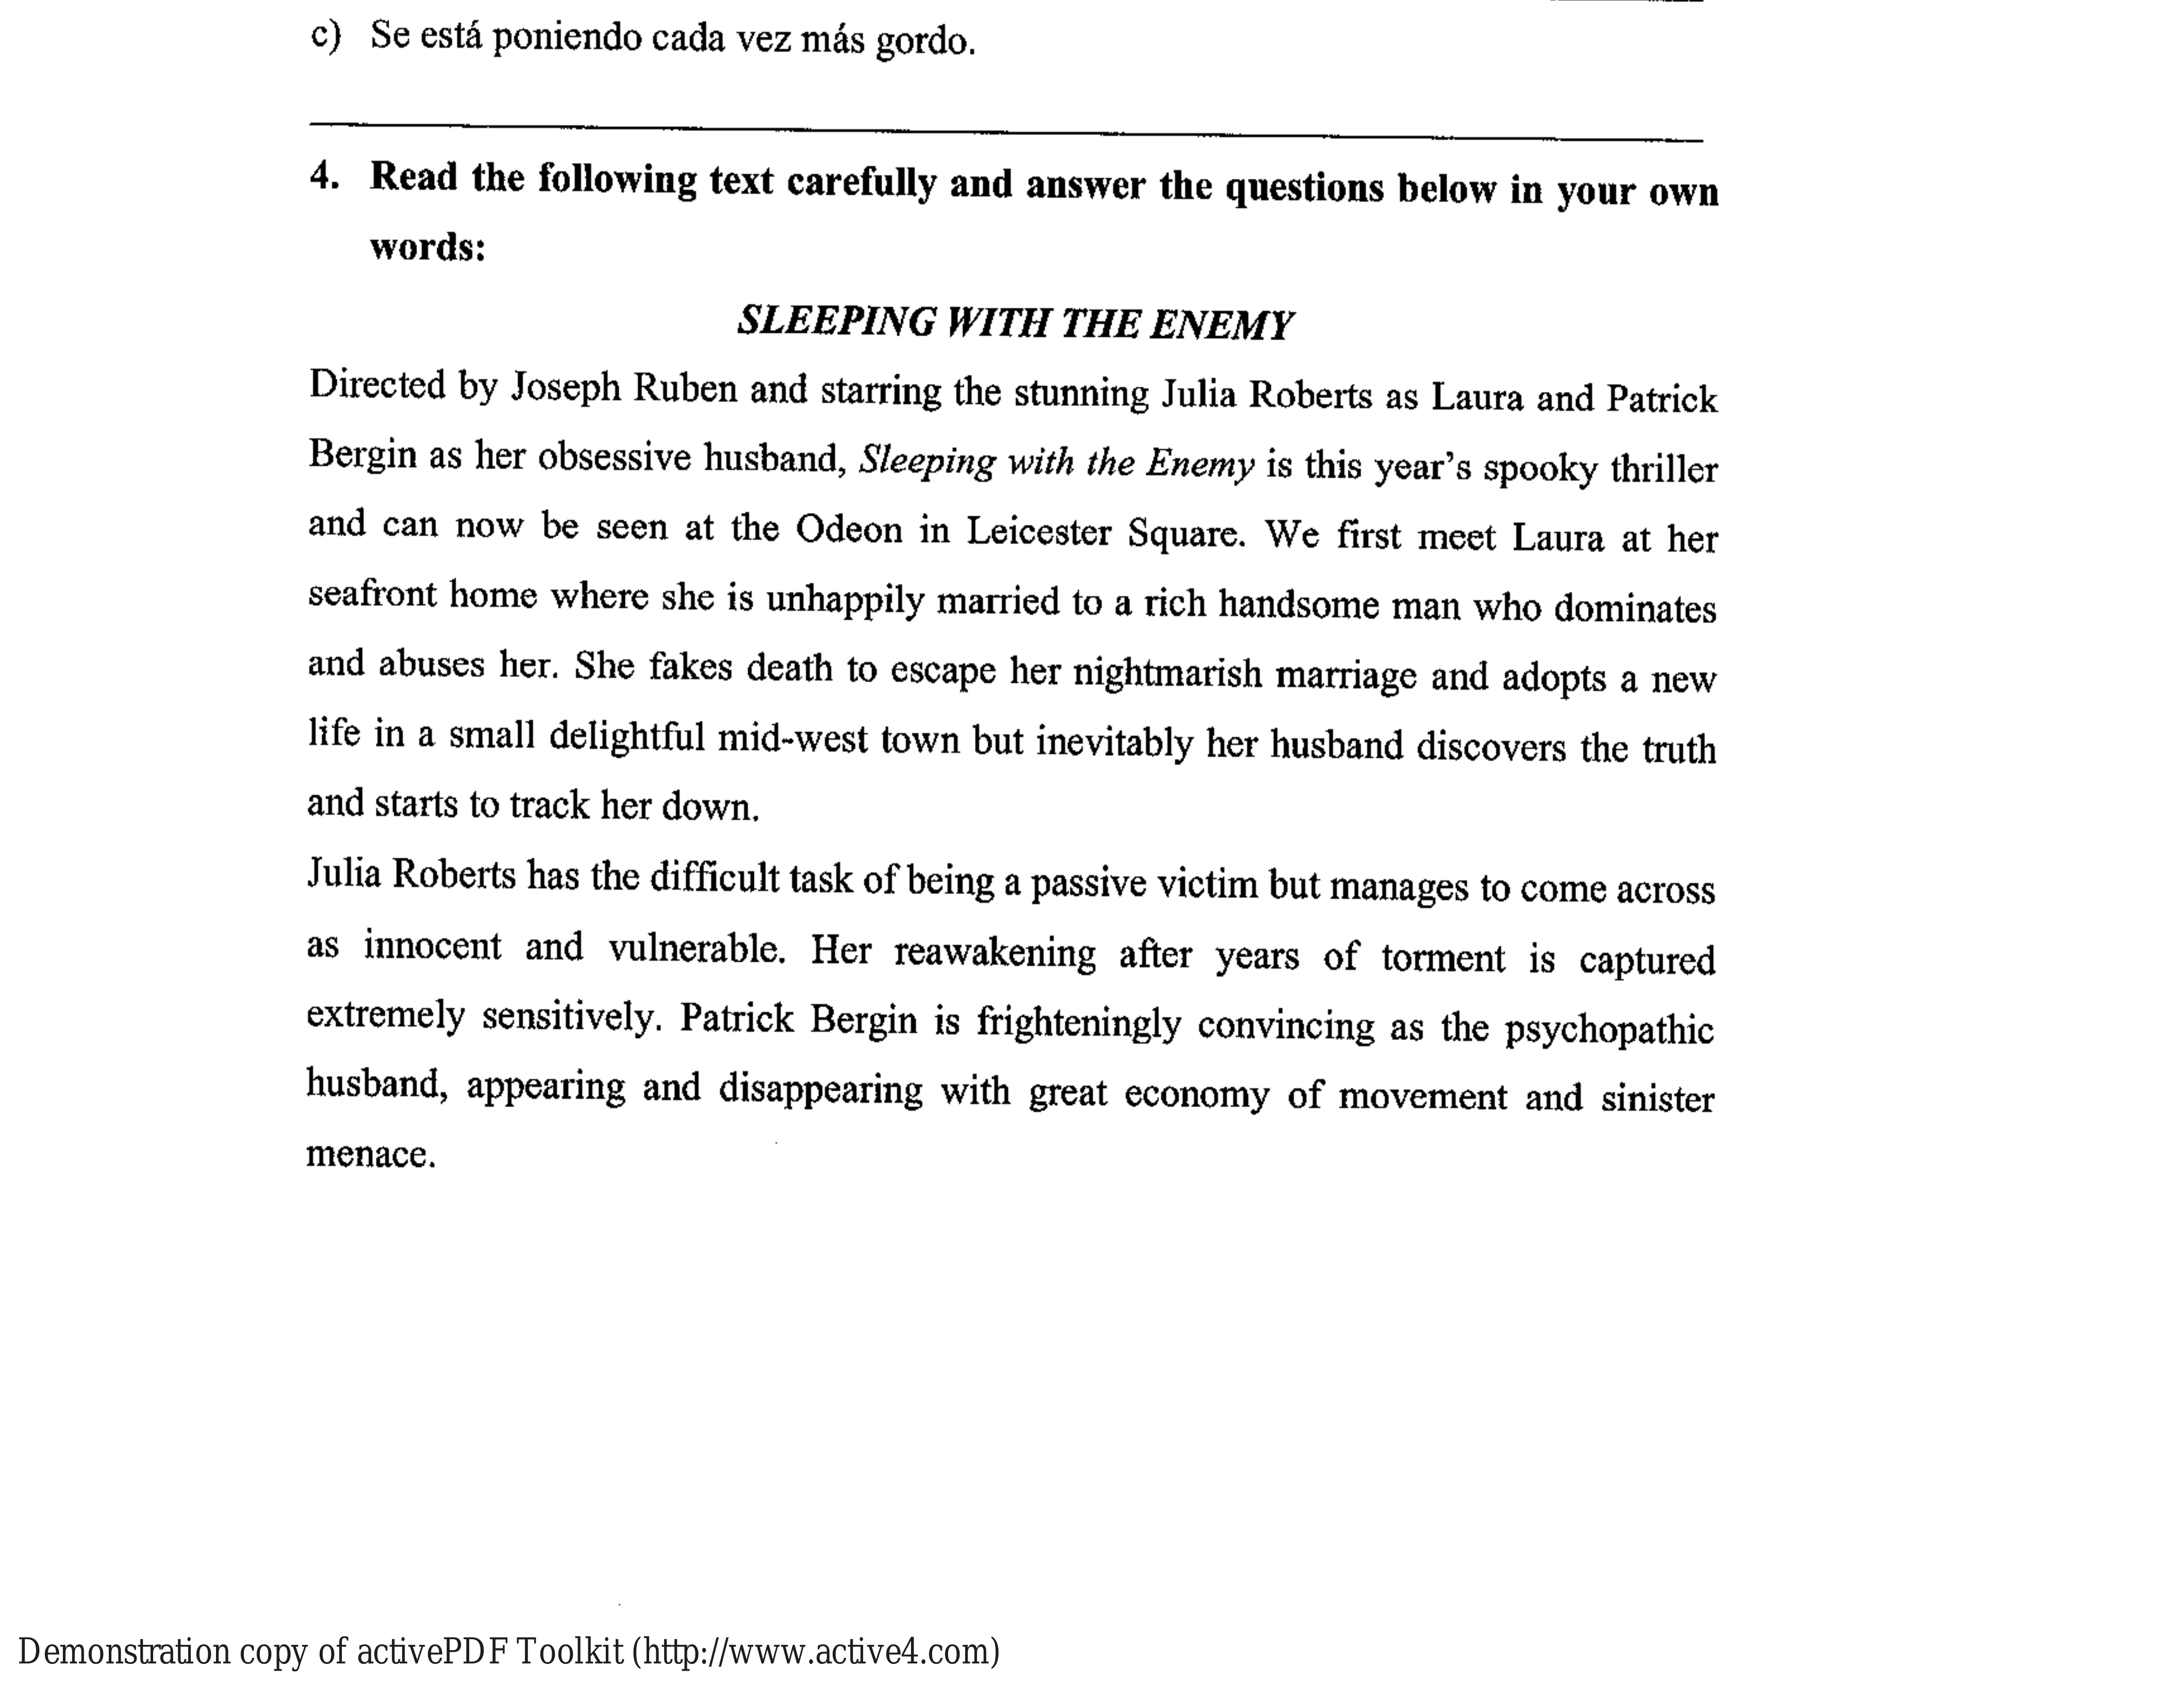 c) Se está poniendo cada vez más gordo.
4. Read the following text carefully and answer the questions below in your own
words:
SLEEPING WITH THE ENEMY
Directed by Joseph Ruben and starring the stunning Julia Roberts as Laura and Patrick
Bergin as her obsessive husband, Sleeping with the Enemy is this year's spooky thriller
and can now be seen at the Odeon in Leicester Square. We first meet Laura at her
seafront home where she is unhappily married to a rich handsome man who dominates
and abuses her. She fakes death to escape her nightmarish marriage and adopts a new
life in a small delightful mid-west town but inevitably her husband discovers the truth
and starts to track her down.
Julia Roberts has the difficult task of being a passive victim but manages to come across
as innocent and vulnerable. Her reawakening after years of torment is captured
extremely sensitively. Patrick Bergin is frighteningly convincing as the psychopathic
husband, appearing and disappearing with great economy of movement and sinister
menace.
Demonstration copy of activePDF Toolkit (http://www.active4.com)